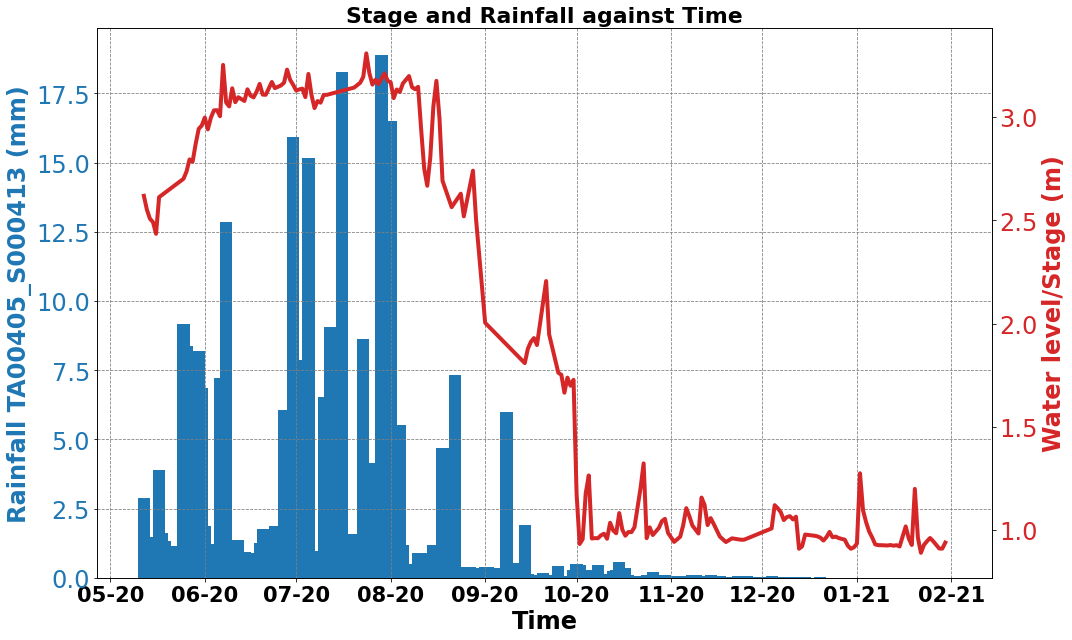 Stage and Rainfall against Time
Rainfall TA00405_S000413 (mm)
17.5
15.0
12.5
10.0
7.5
5.0
2.5
0.0
3.0
2.5
2.0
1.5
1.0
Water level/Stage (m)
05-20 06-20 07-20 08-20 09-20 10-20 11-20 12-20 01-21 02-21
Time